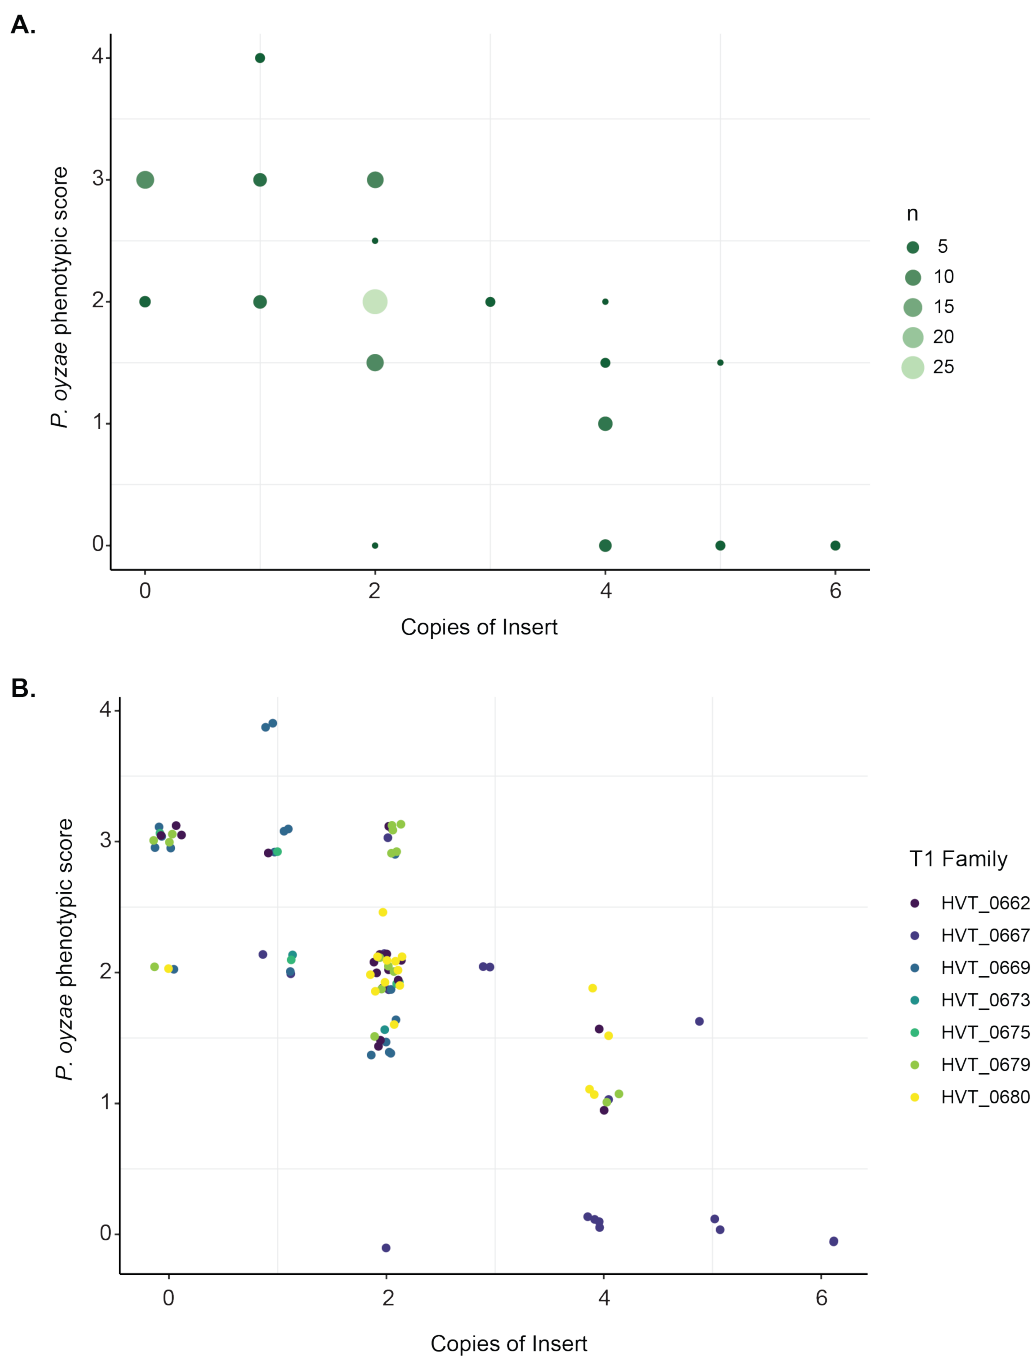 A.
4
3
2
1
0
P. oyzae phenotypic score
0 2 4 6
Copies of Insert
n
5
10
15
20
25
B.
4
3
2
1
0
P. oyzae phenotypic score
0 2 4 6
Copies of Insert
T1 Family
HVT_0662
HVT_0667
HVT_0669
HVT_0673
HVT_0675
HVT_0679
HVT_0680